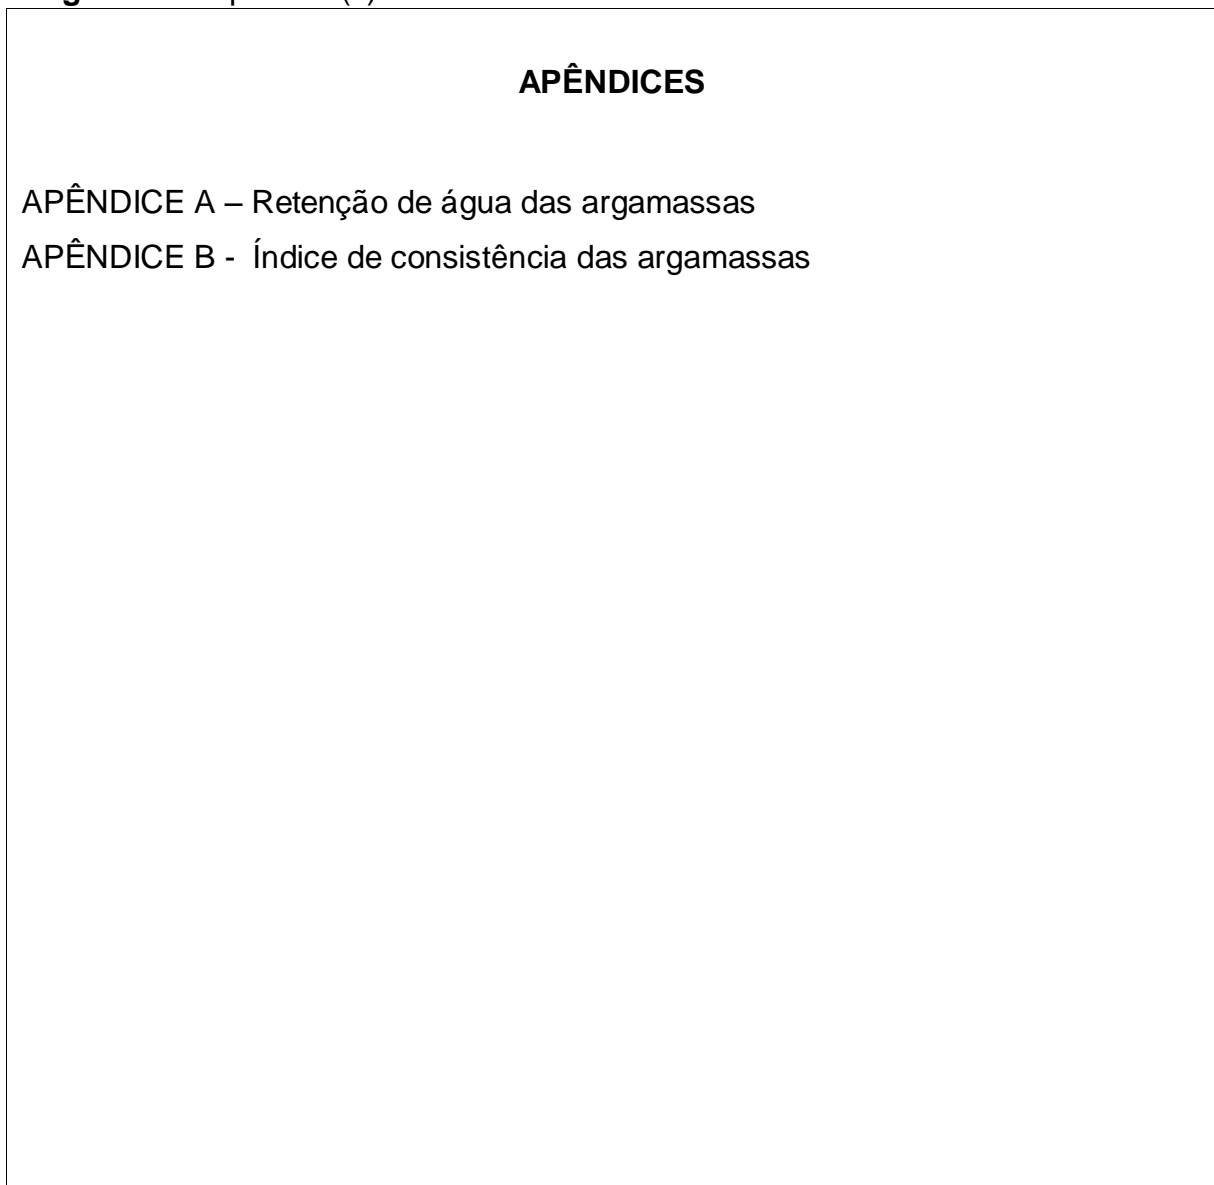 APÊNDICES
APÊNDICE A – Retenção de água das argamassas
APÊNDICE B -  Índice de consistência das argamassas